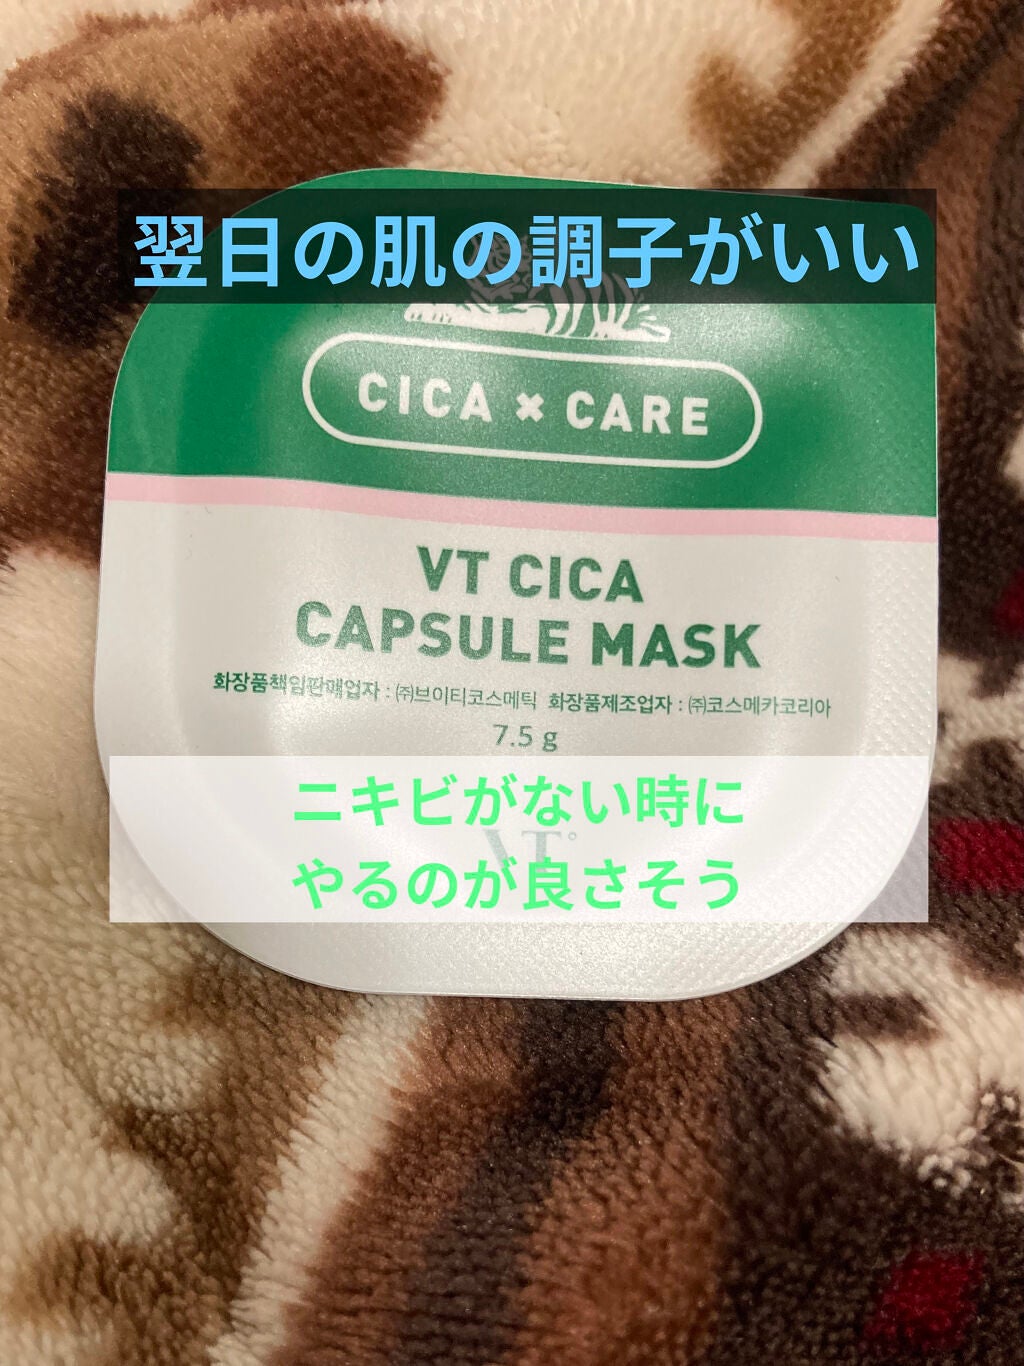 翌日の肌の調子がいい
CICA × CARE
VT CICA
CAPSULE MASK
화장품책임판매업자 : ㈜브이티코스메틱 화장품제조업자 : ㈜코스메카코리아
7.5 g
ニキビがない時に
VT
やるのが良さそう